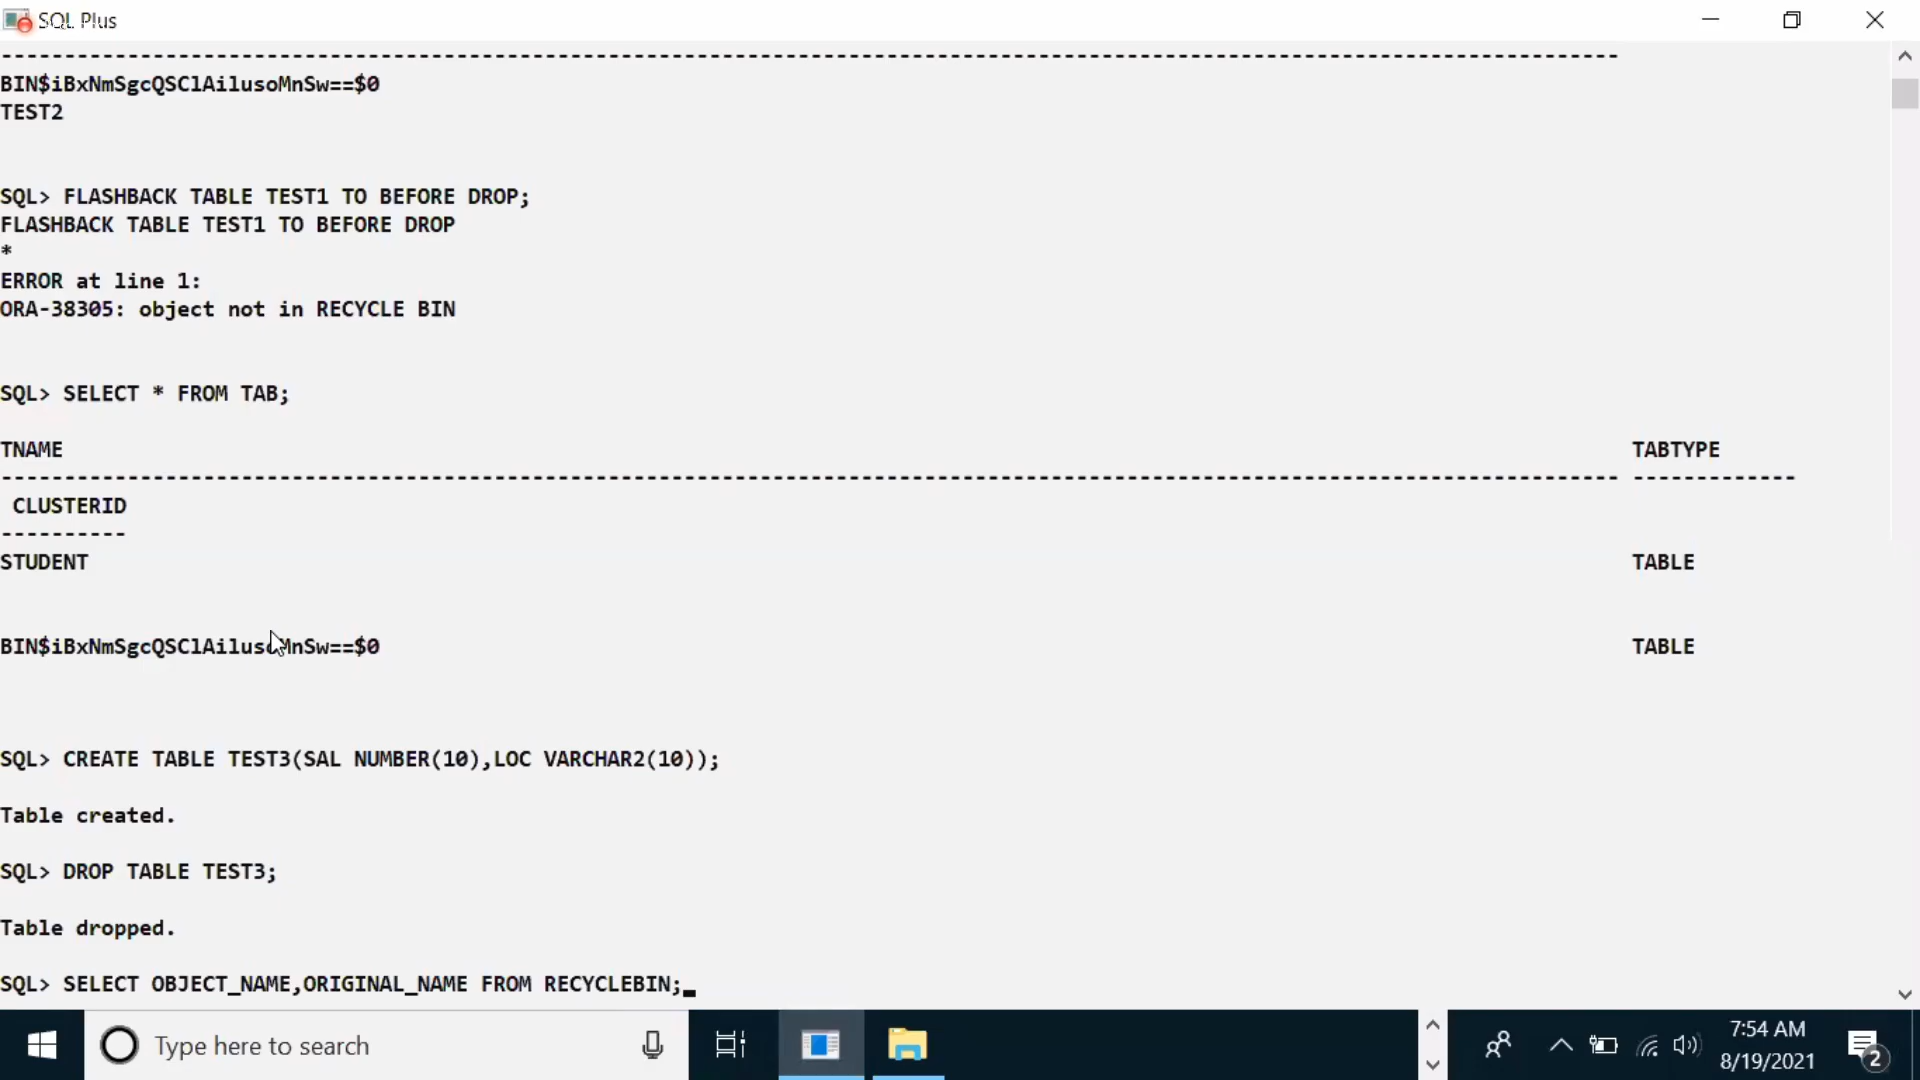 SQL Plus
--------------------------------------------------------------------------------------------------------------------------------
BIN$iBxNmSgcQSClAilusoMnSw==$0
TEST2
SQL> FLASHBACK TABLE TEST1 TO BEFORE DROP;
FLASHBACK TABLE TEST1 TO BEFORE DROP
*
ERROR at line 1:
ORA-38305: object not in RECYCLE BIN
SQL> SELECT * FROM TAB;
TNAME TABTYPE
-------------------------------------------------------------------------------------------------------------------------------- -------------
CLUSTERID
----------
STUDENT TABLE
BIN$iBxNmSgcQSClAilusoMnSw==$0 TABLE
SQL> CREATE TABLE TEST3(SAL NUMBER(10),LOC VARCHAR2(10));
Table created.
SQL> DROP TABLE TEST3;
Table dropped.
SQL> SELECT OBJECT_NAME,ORIGINAL_NAME FROM RECYCLEBIN;
Type here to search
7:54 AM
8/19/2021
2